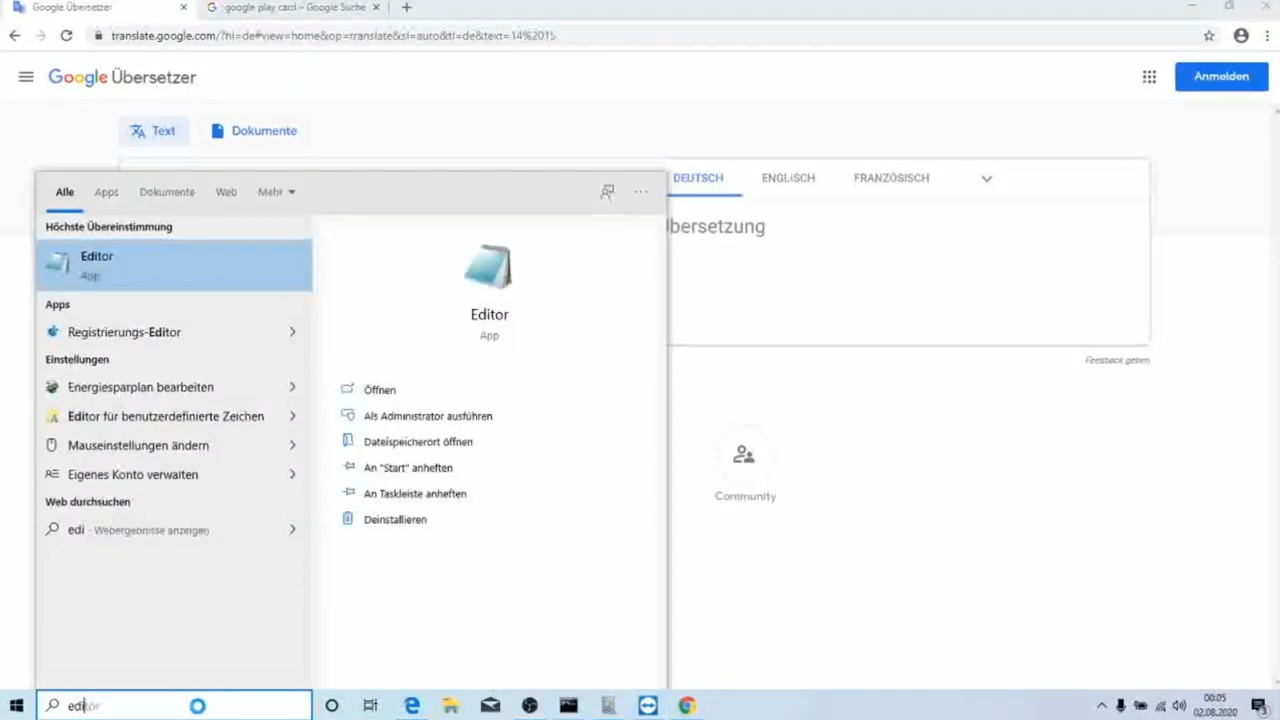 Google Übersetzer
google play card – Google Suche
translate.google.com/?hl=de#view=home&op=translate&sl=auto&tl=de&text=14%2015
Google Übersetzer
Anmelden
Text
Dokumente
Alle
Apps
Dokumente
Web
Mehr
DEUTSCH
ENGLISCH
FRANZÖSISCH
Höchste Übereinstimmung
bersetzung
Editor
App
Editor
App
Apps
Registrierungs-Editor
Einstellungen
Energiesparplan bearbeiten
Editor für benutzerdefinierte Zeichen
Mauseinstellungen ändern
Eigenes Konto verwalten
Web durchsuchen
edi - Webergebnisse anzeigen
Öffnen
Als Administrator ausführen
Dateispeicherort öffnen
An "Start" anheften
An Taskleiste anheften
Deinstallieren
Feedback geben
Community
editor
00:05
02.08.2020
3